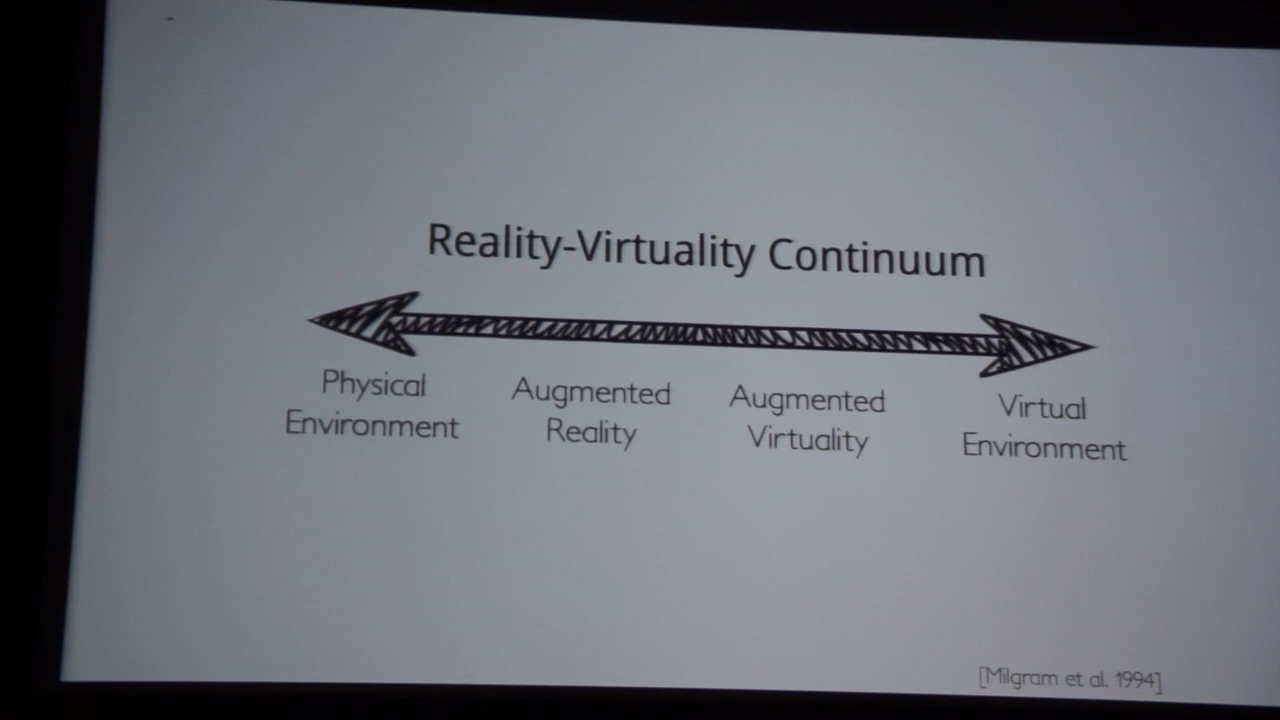 Reality-Virtuality Continuum
Physical Environment
Augmented Reality
Augmented Virtuality
Virtual Environment
[Milgram et al. 1994]